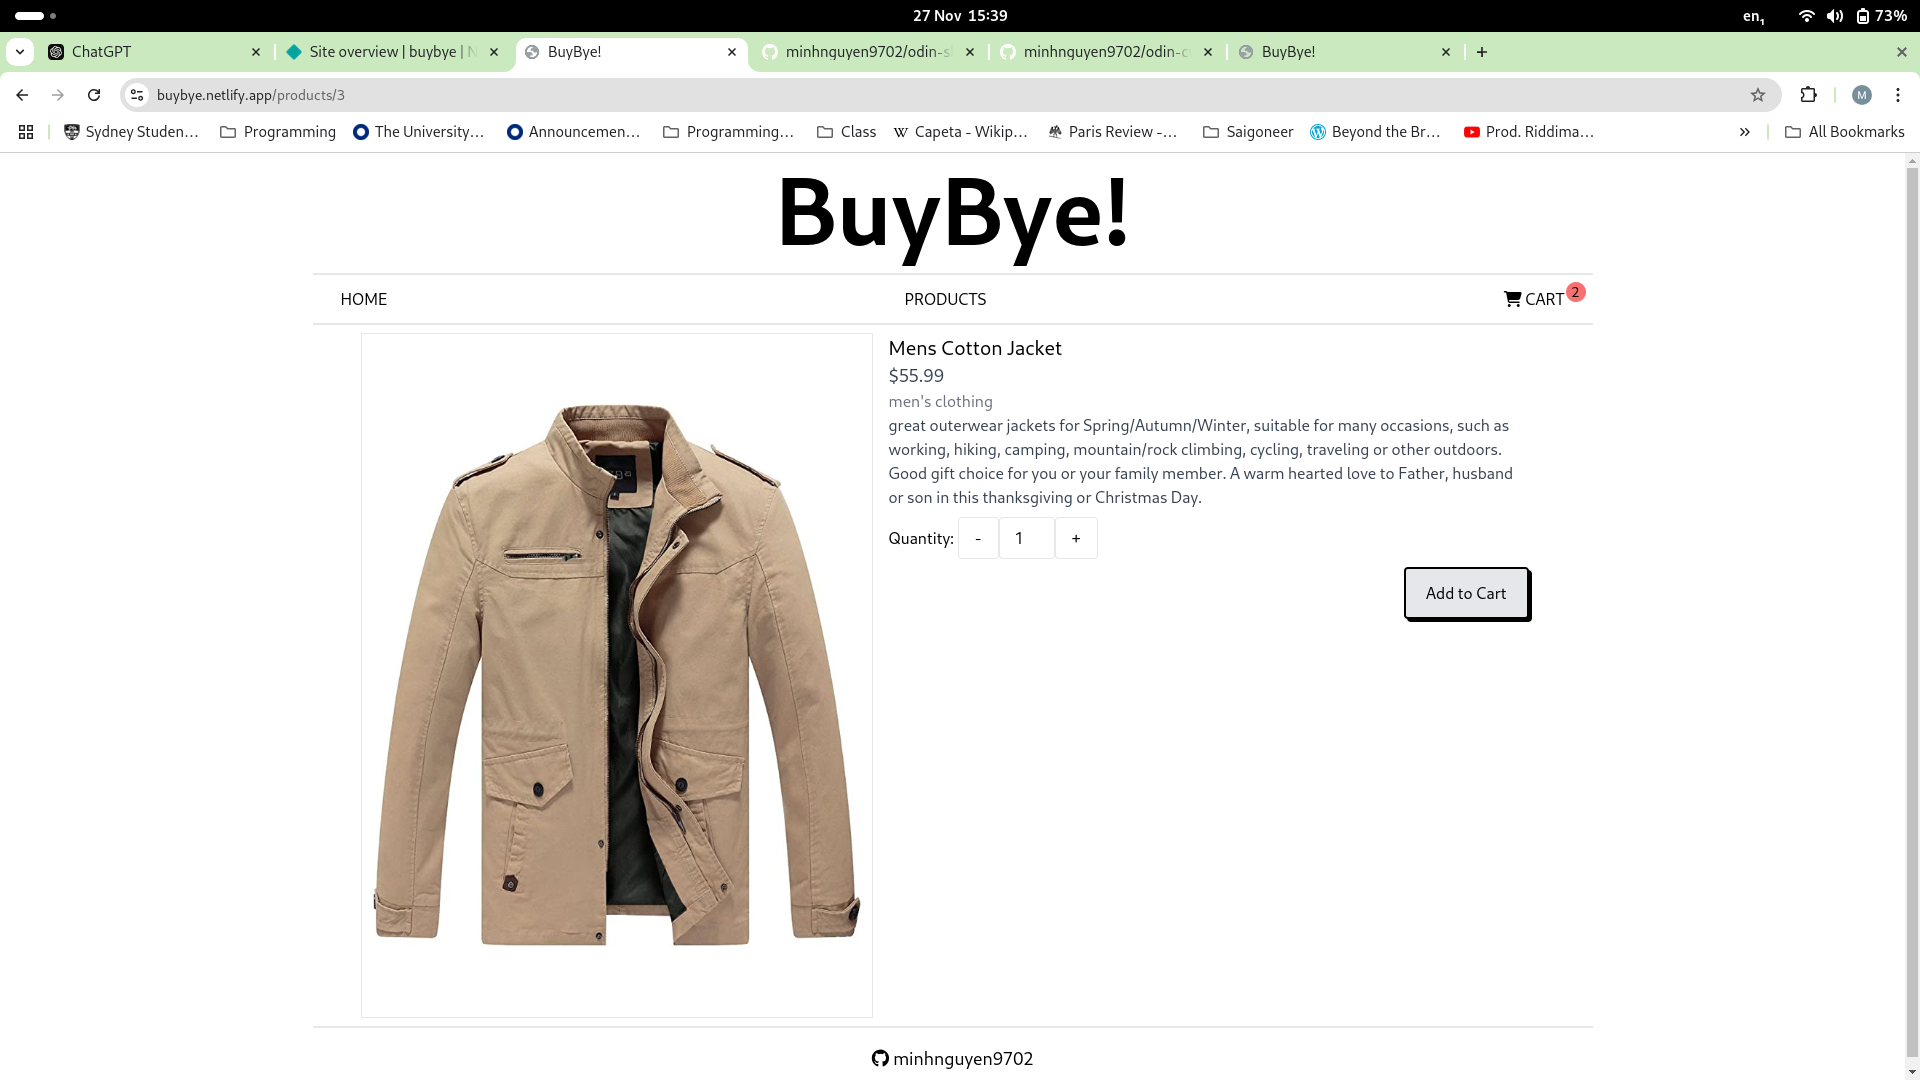 27 Nov 15:39
en1
73%
ChatGPT
Site overview | buybye | N
BuyBye!
minhnguyen9702/odin-s
minhnguyen9702/odin-c
BuyBye!
buybye.netlify.app/products/3
M
Sydney Studen...
Programming
The University...
Announcemen...
Programming...
Class
Capeta - Wikip...
Paris Review -...
Saigoneer
Beyond the Br...
Prod. Riddima...
All Bookmarks
BuyBye!
HOME
PRODUCTS
CART 2
Mens Cotton Jacket
$55.99
men's clothing
great outerwear jackets for Spring/Autumn/Winter, suitable for many occasions, such as
working, hiking, camping, mountain/rock climbing, cycling, traveling or other outdoors.
Good gift choice for you or your family member. A warm hearted love to Father, husband
or son in this thanksgiving or Christmas Day.
Quantity: - 1 +
Add to Cart
minhnguyen9702